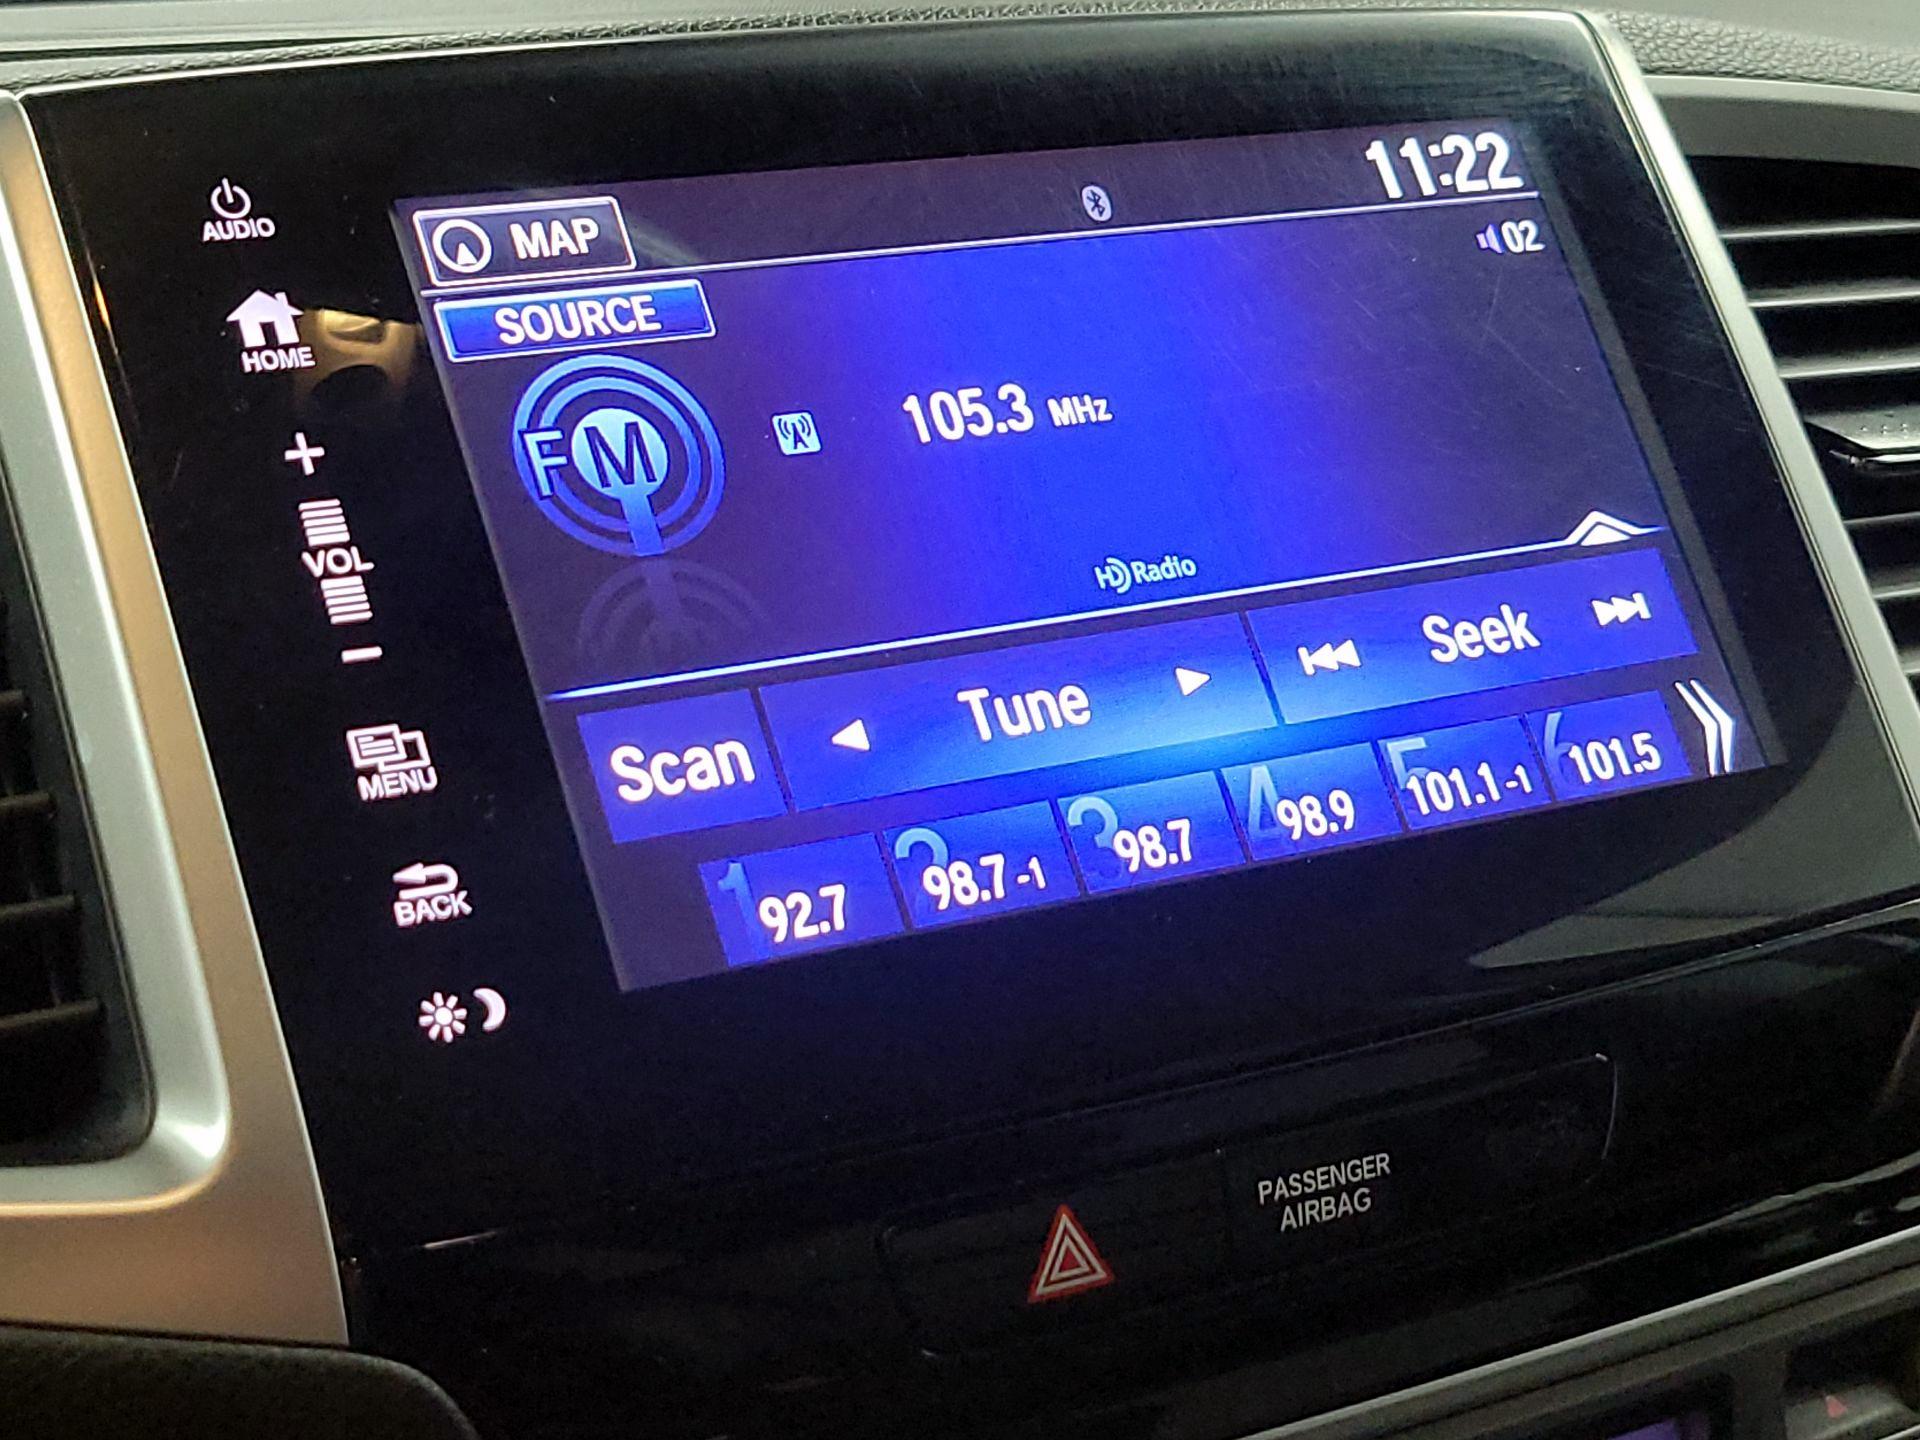 AUDIO
MAP
11:22
02
HOME
SOURCE
FM
A
105.3 MHz
+
VOL
-
HD Radio
MENU
Scan
Tune
Seek
BACK
1 92.7
2 98.7-1
3 98.7
4 98.9
5 101.1-1
6 101.5
PASSENGER
AIRBAG